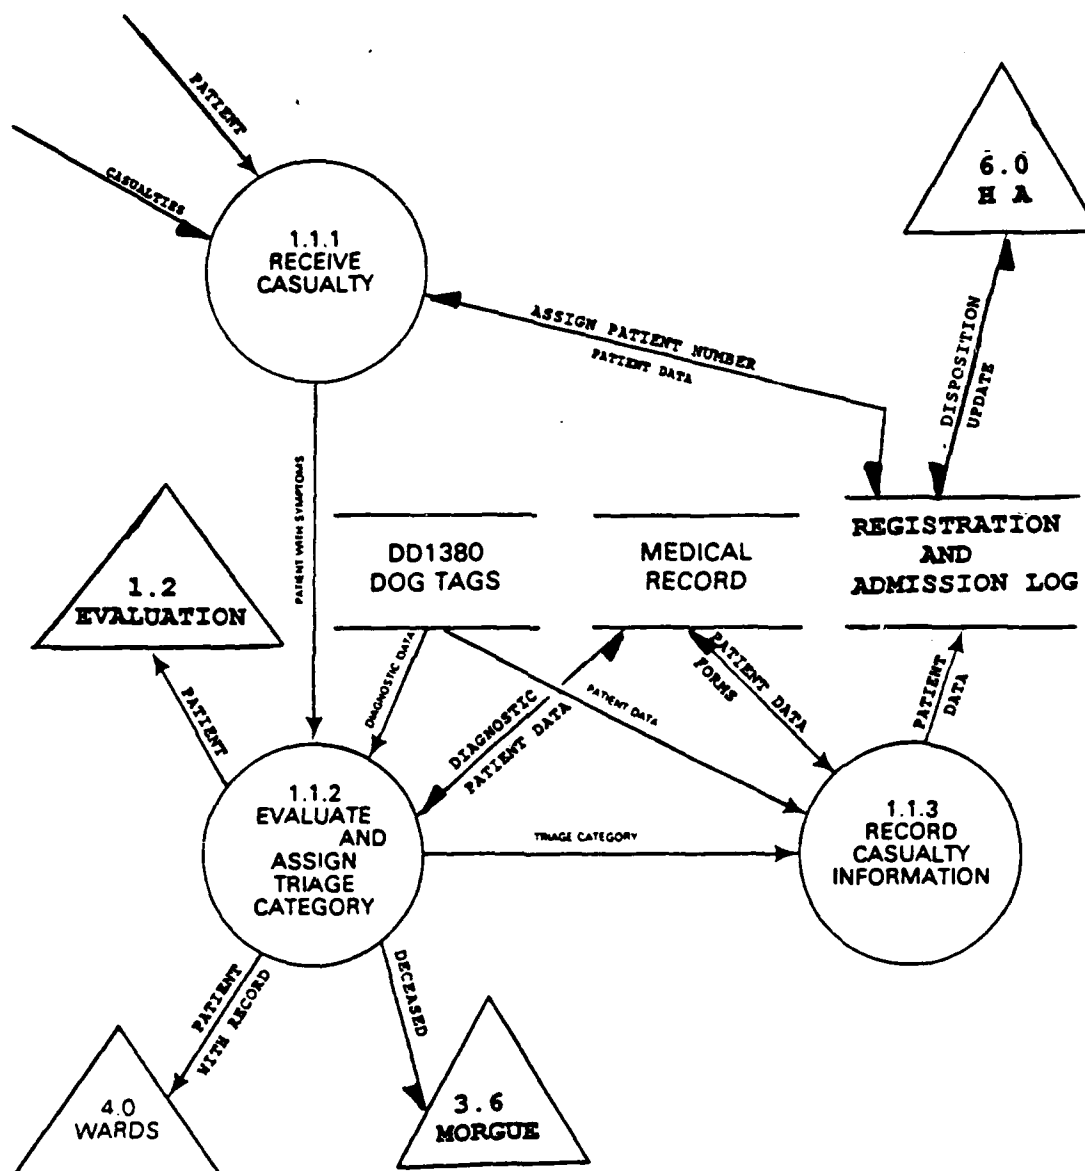 PATIENT
CASUALTIES
6.0
H A
1.1.1
RECEIVE
CASUALTY
ASSIGN PATIENT NUMBER
PATIENT DATA
DISPOSITION
UPDATE
PATIENT WITH SYMPTOMS
DD1380
DOG TAGS
MEDICAL
RECORD
REGISTRATION
AND
ADMISSION LOG
1.2
EVALUATION
DIAGNOSTIC DATA
DIAGNOSTIC
PATIENT DATA
PATIENT DATA
PATIENT DATA
FORMS
PATIENT
DATA
PATIENT
1.1.2
EVALUATE
AND
ASSIGN
TRIAGE
CATEGORY
TRIAGE CATEGORY
1.1.3
RECORD
CASUALTY
INFORMATION
PATIENT
WITH RECORD
DECEASED
4.0
WARDS
3.6
MORGUE